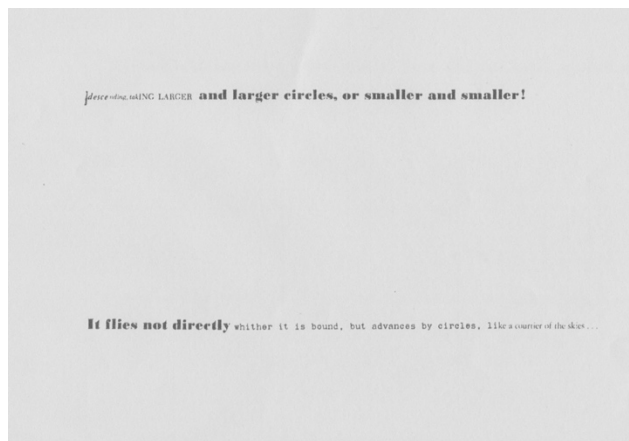 descending, takING LARGER and larger circles, or smaller and smaller!
It flies not directly whither it is bound, but advances by circles, like a courtier of the skies...